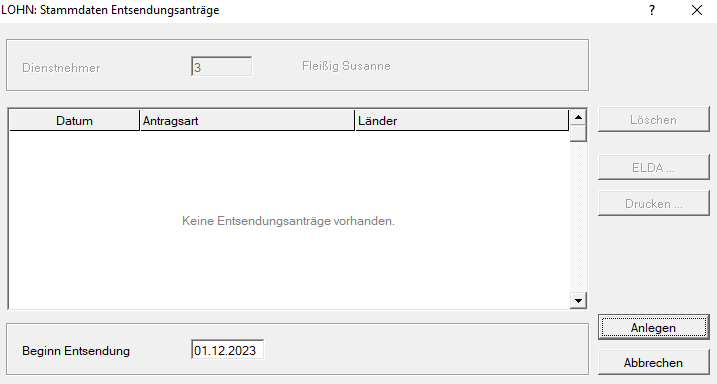 LOHN: Stammdaten Entsendungsanträge
Dienstnehmer 3 Fleißig Susanne
Datum Antragsart Länder
Löschen
ELDA ...
Drucken ...
Keine Entsendungsanträge vorhanden.
Anlegen
Beginn Entsendung 01.12.2023
Abbrechen